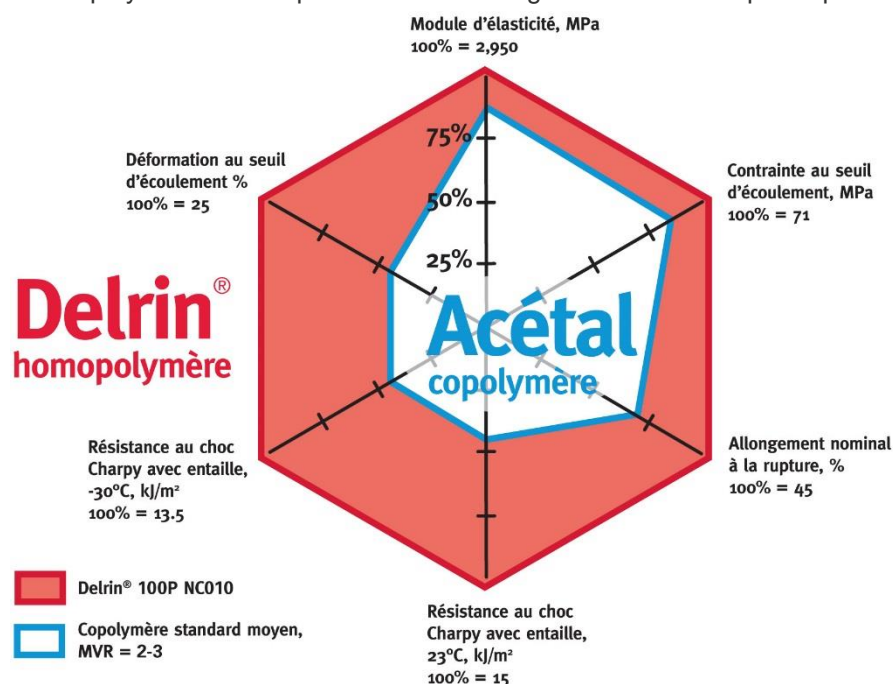 Module d'élasticité, MPa
100% = 2,950
75%
50%
25%
Déformation au seuil
d'écoulement %
100% = 25
Contrainte au seuil
d'écoulement, MPa
100% = 71
Delrin®
homopolymère
Acétal
copolymère
Résistance au choc
Charpy avec entaille,
-30°C, kJ/m²
100% = 13.5
Allongement nominal
à la rupture, %
100% = 45
Delrin® 100P NC010
Copolymère standard moyen,
MVR = 2-3
Résistance au choc
Charpy avec entaille,
23°C, kJ/m²
100% = 15